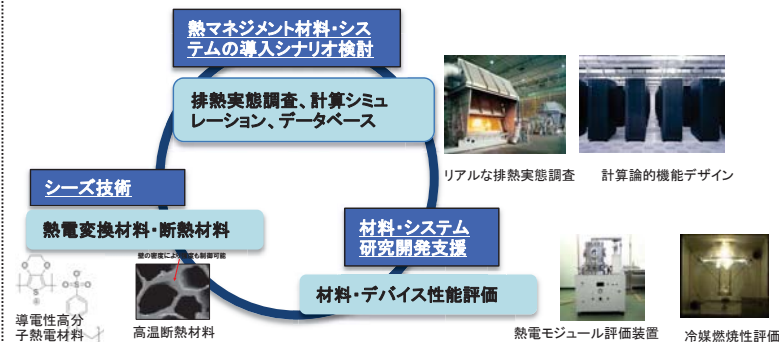 熱マネジメント材料・シス
テムの導入シナリオ検討
排熱実態調査、計算シミュ
レーション、データベース
リアルな排熱実態調査
計算論的機能デザイン
シーズ技術
熱電変換材料・断熱材料
材料・システム
研究開発支援
材料・デバイス性能評価
導電性高分
子熱電材料
高温断熱材料
熱電モジュール評価装置
冷媒燃焼性評価